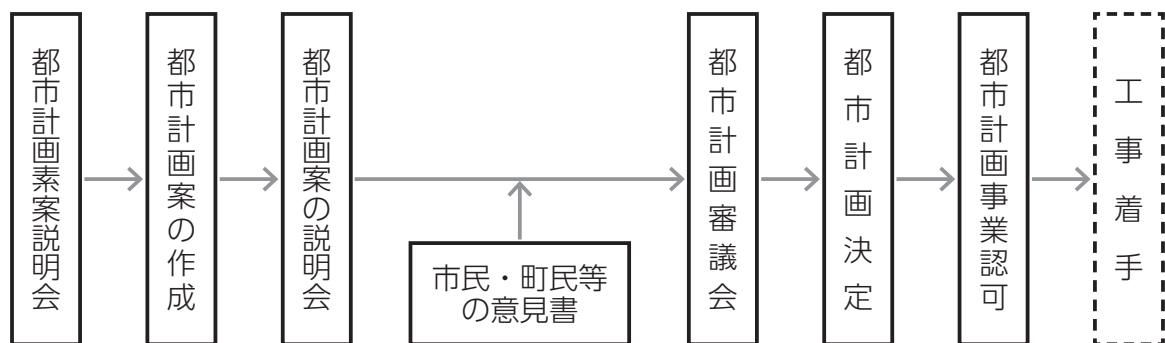 都市計画素案説明会
都市計画案の作成
都市計画案の説明会
市民・町民等
の意見書
都市計画審議会
都市計画決定
都市計画事業認可
工事着手